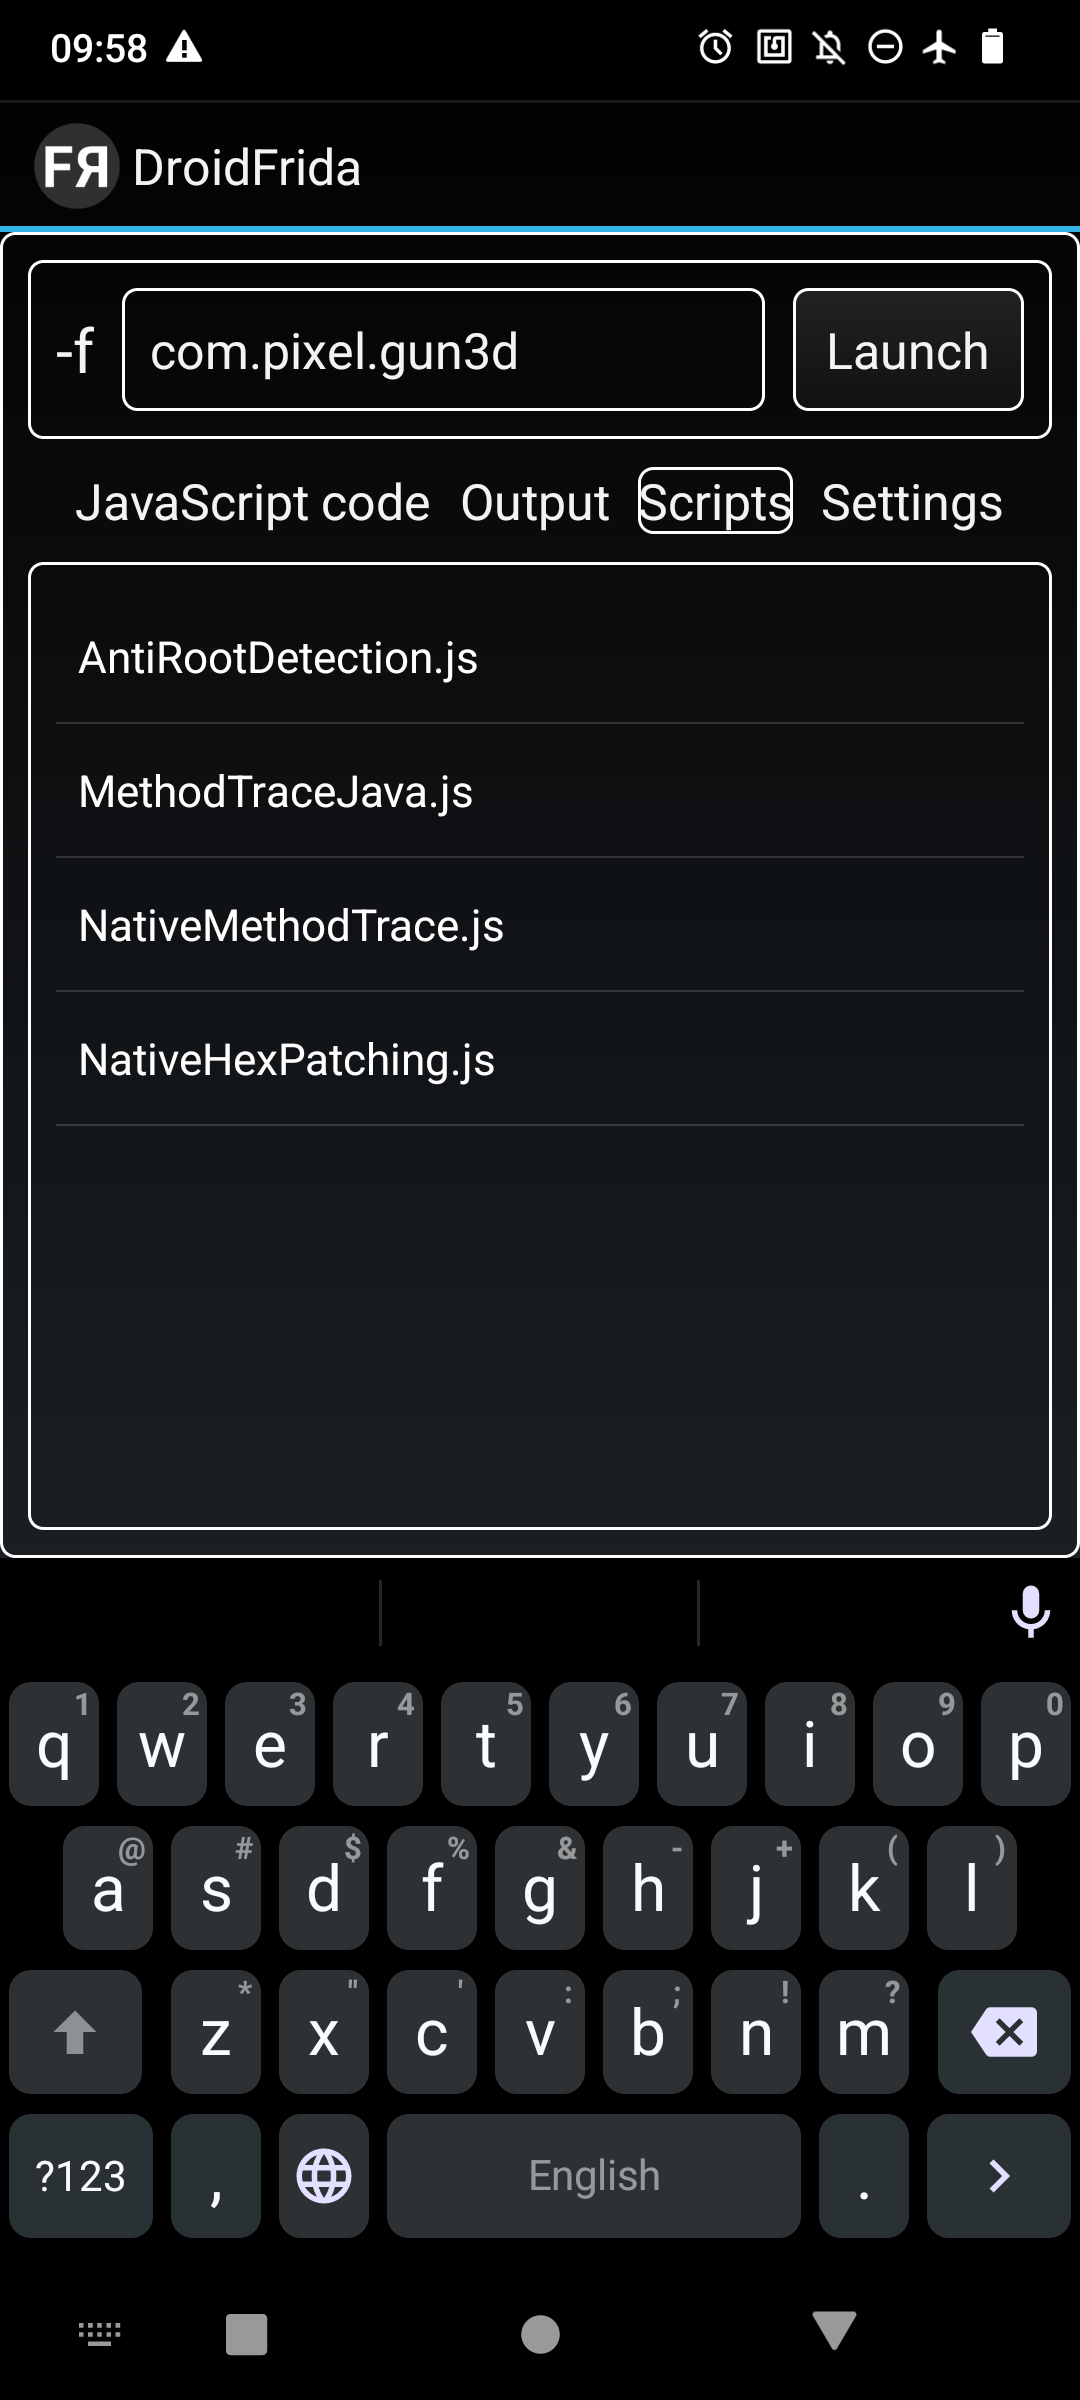 09:58
FЯ DroidFrida
-f com.pixel.gun3d Launch
JavaScript code Output Scripts Settings
AntiRootDetection.js
MethodTraceJava.js
NativeMethodTrace.js
NativeHexPatching.js
1 2 3 4 5 6 7 8 9 0
q w e r t y u i o p
@ # $ % & - + ( )
a s d f g h j k l
* " ' : ; ! ?
z x c v b n m
?123 , English .